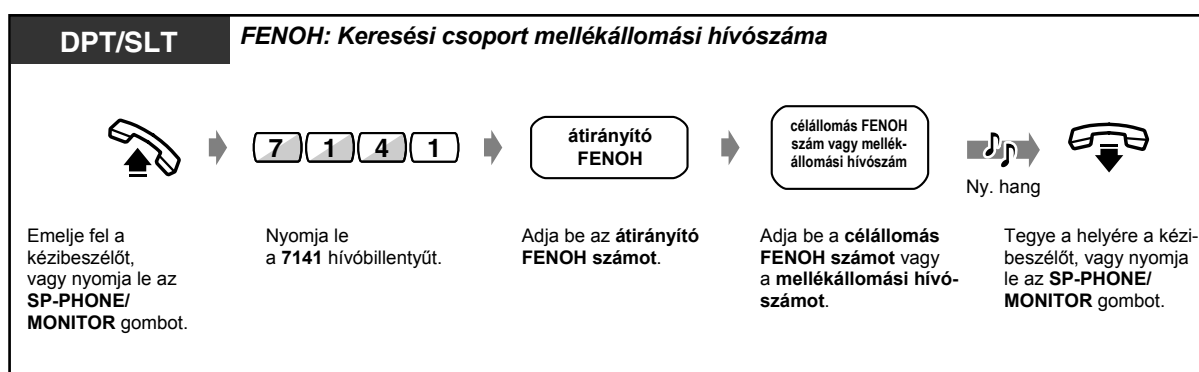 DPT/SLT
FENOH: Keresési csoport mellékállomási hívószáma
7 1 4 1
átirányító
FENOH
célállomás FENOH
szám vagy mellék-
állomási hívószám
Ny. hang
Emelje fel a
kézibeszélőt,
vagy nyomja le az
SP-PHONE/
MONITOR gombot.
Nyomja le
a 7141 hívóbillentyűt.
Adja be az átirányító
FENOH számot.
Adja be a célállomás
FENOH számot vagy
a mellékállomási hívó-
számot.
Tegye a helyére a kézi-
beszélőt, vagy nyomja
le az SP-PHONE/
MONITOR gombot.